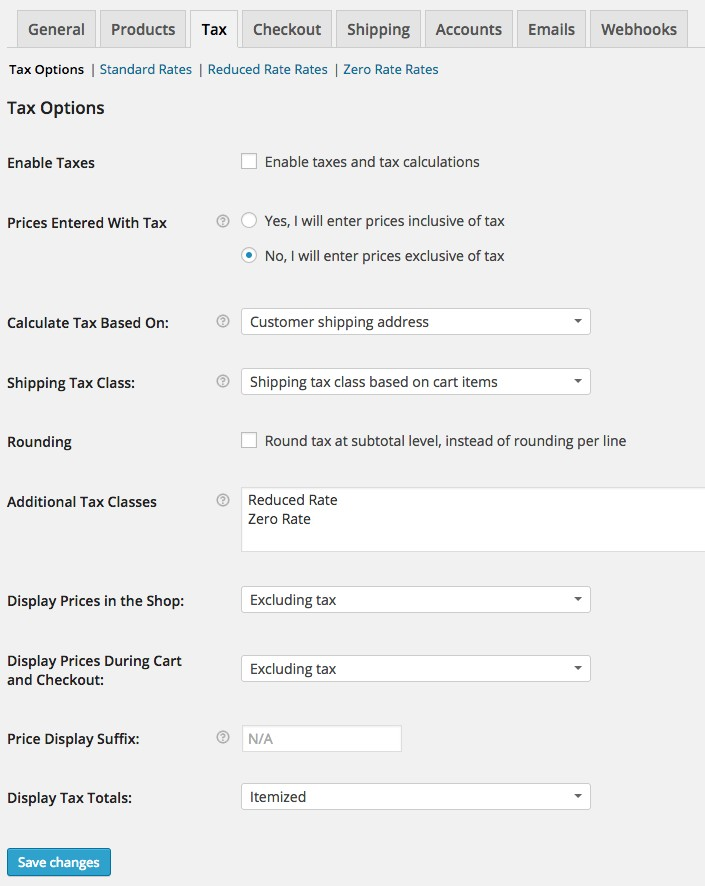 General Products Tax Checkout Shipping Accounts Emails Webhooks
Tax Options | Standard Rates | Reduced Rate Rates | Zero Rate Rates
Tax Options
Enable Taxes Enable taxes and tax calculations
Prices Entered With Tax ? Yes, I will enter prices inclusive of tax
No, I will enter prices exclusive of tax
Calculate Tax Based On: ? Customer shipping address
Shipping Tax Class: ? Shipping tax class based on cart items
Rounding Round tax at subtotal level, instead of rounding per line
Additional Tax Classes ? Reduced Rate
Zero Rate
Display Prices in the Shop: Excluding tax
Display Prices During Cart
and Checkout: Excluding tax
Price Display Suffix: ? N/A
Display Tax Totals: Itemized
Save changes